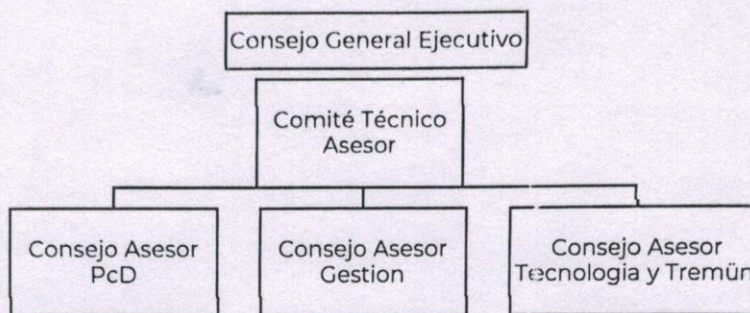 Consejo General Ejecutivo
Comité Técnico
Asesor
Consejo Asesor
PcD
Consejo Asesor
Gestion
Consejo Asesor
Tecnologia y Tremün